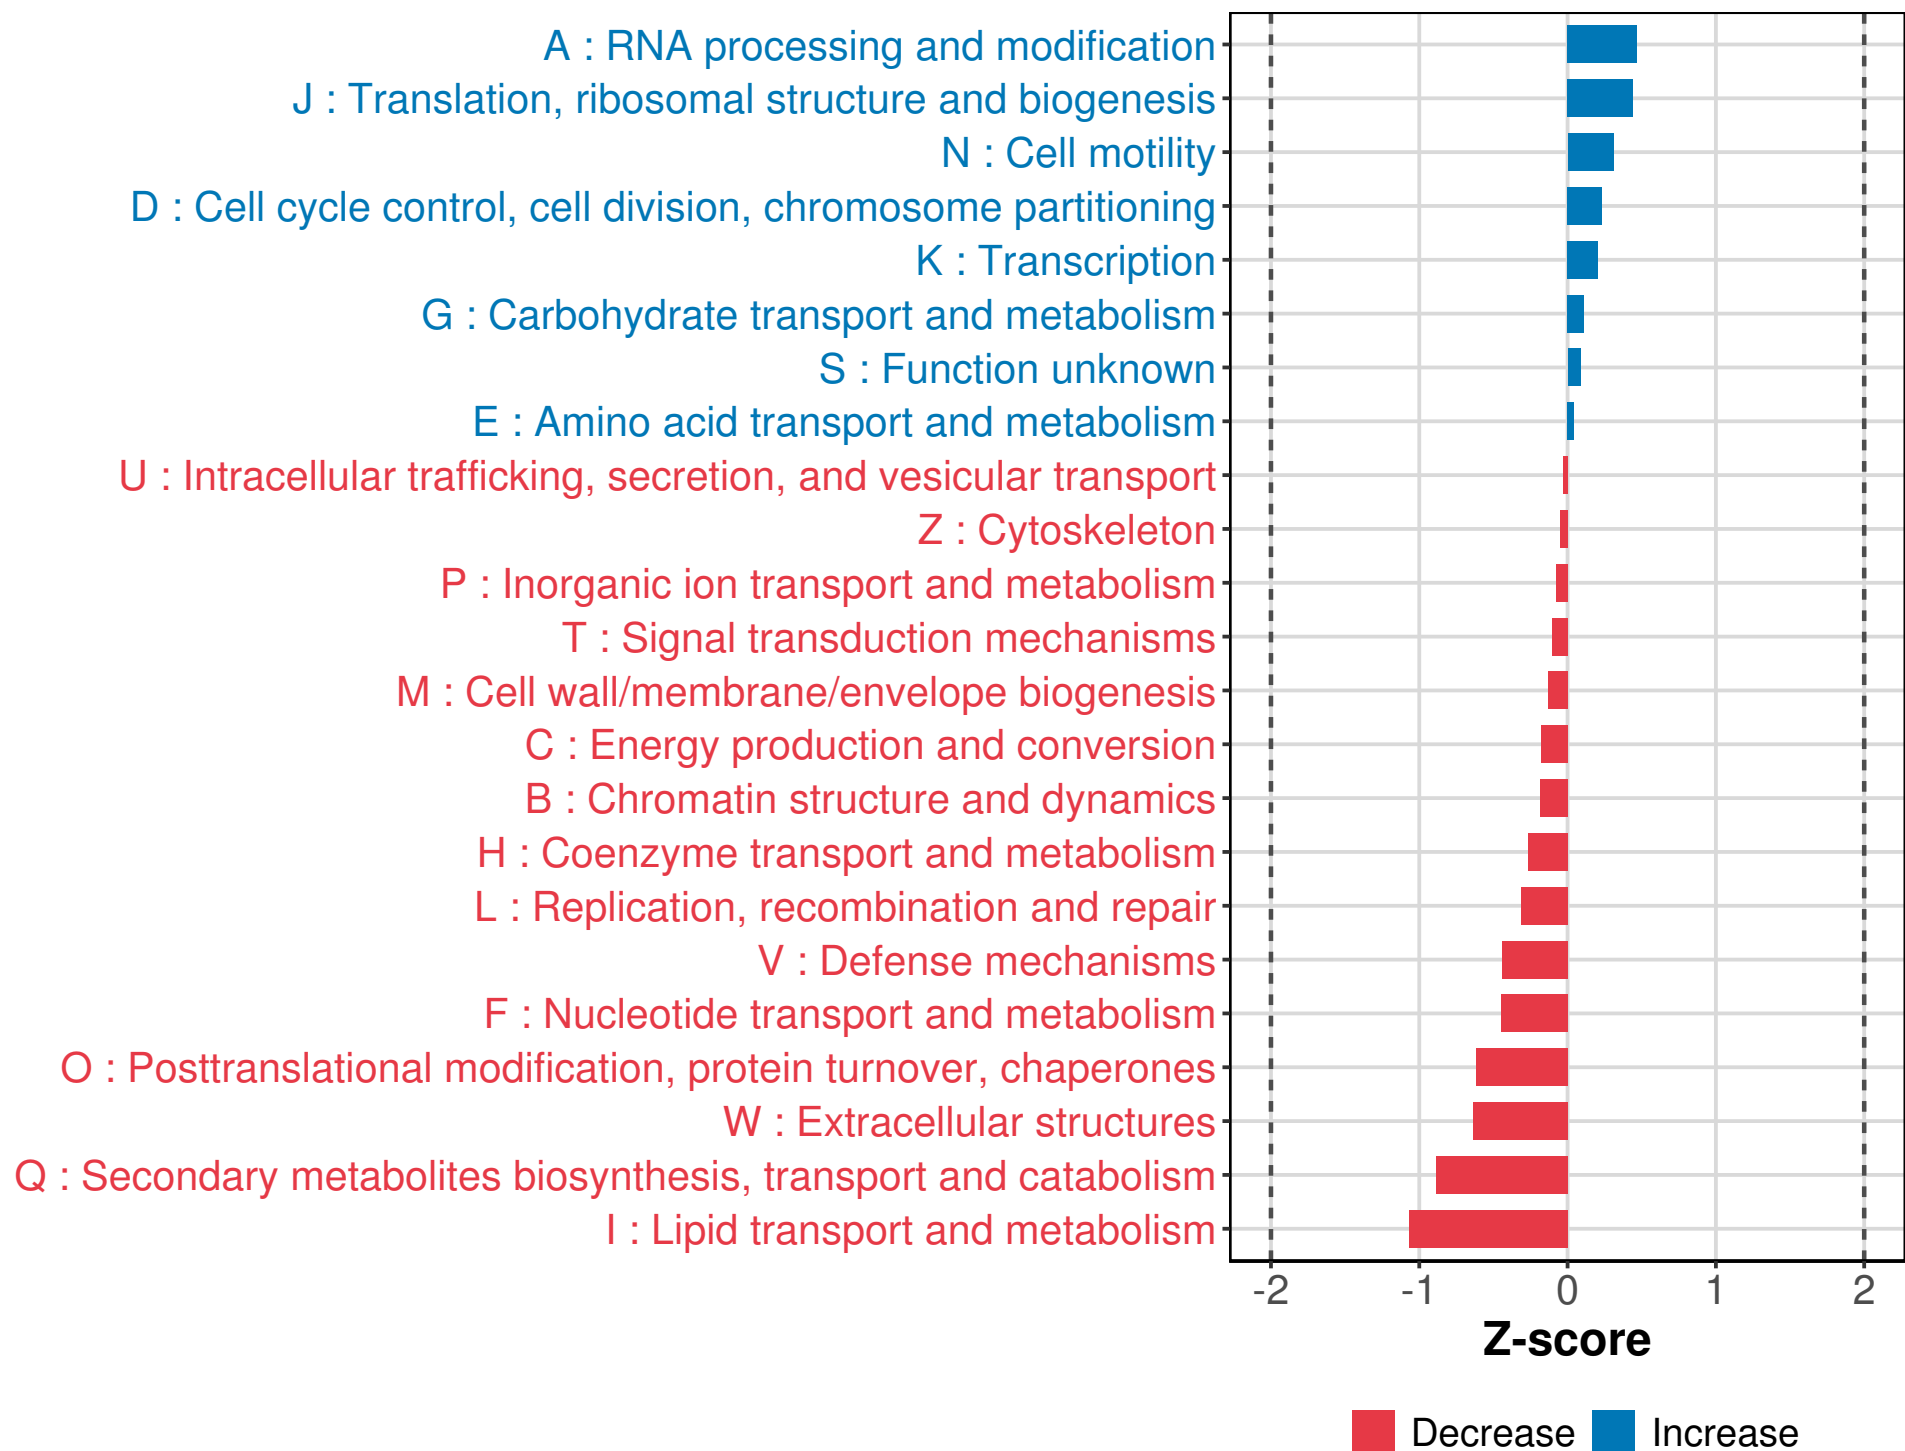 A : RNA processing and modification
J : Translation, ribosomal structure and biogenesis
N : Cell motility
D : Cell cycle control, cell division, chromosome partitioning
K : Transcription
G : Carbohydrate transport and metabolism
S : Function unknown
E : Amino acid transport and metabolism
U : Intracellular trafficking, secretion, and vesicular transport
Z : Cytoskeleton
P : Inorganic ion transport and metabolism
T : Signal transduction mechanisms
M : Cell wall/membrane/envelope biogenesis
C : Energy production and conversion
B : Chromatin structure and dynamics
H : Coenzyme transport and metabolism
L : Replication, recombination and repair
V : Defense mechanisms
F : Nucleotide transport and metabolism
O : Posttranslational modification, protein turnover, chaperones
W : Extracellular structures
Q : Secondary metabolites biosynthesis, transport and catabolism
I : Lipid transport and metabolism
-2 -1 0 1 2
Z-score
Decrease Increase